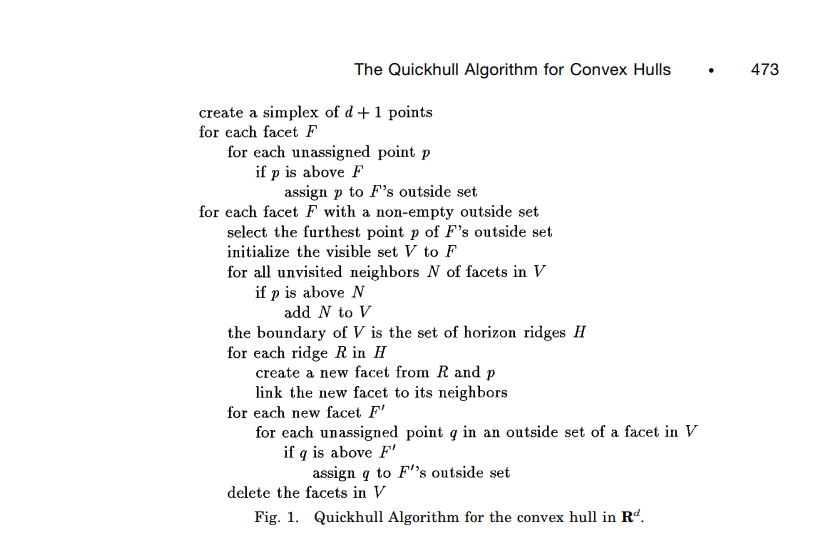 The Quickhull Algorithm for Convex Hulls • 473
create a simplex of d + 1 points
for each facet F
for each unassigned point p
if p is above F
assign p to F's outside set
for each facet F with a non-empty outside set
select the furthest point p of F's outside set
initialize the visible set V to F
for all unvisited neighbors N of facets in V
if p is above N
add N to V
the boundary of V is the set of horizon ridges H
for each ridge R in H
create a new facet from R and p
link the new facet to its neighbors
for each new facet F′
for each unassigned point q in an outside set of a facet in V
if q is above F′
assign q to F′'s outside set
delete the facets in V
Fig. 1. Quickhull Algorithm for the convex hull in Rᵈ.